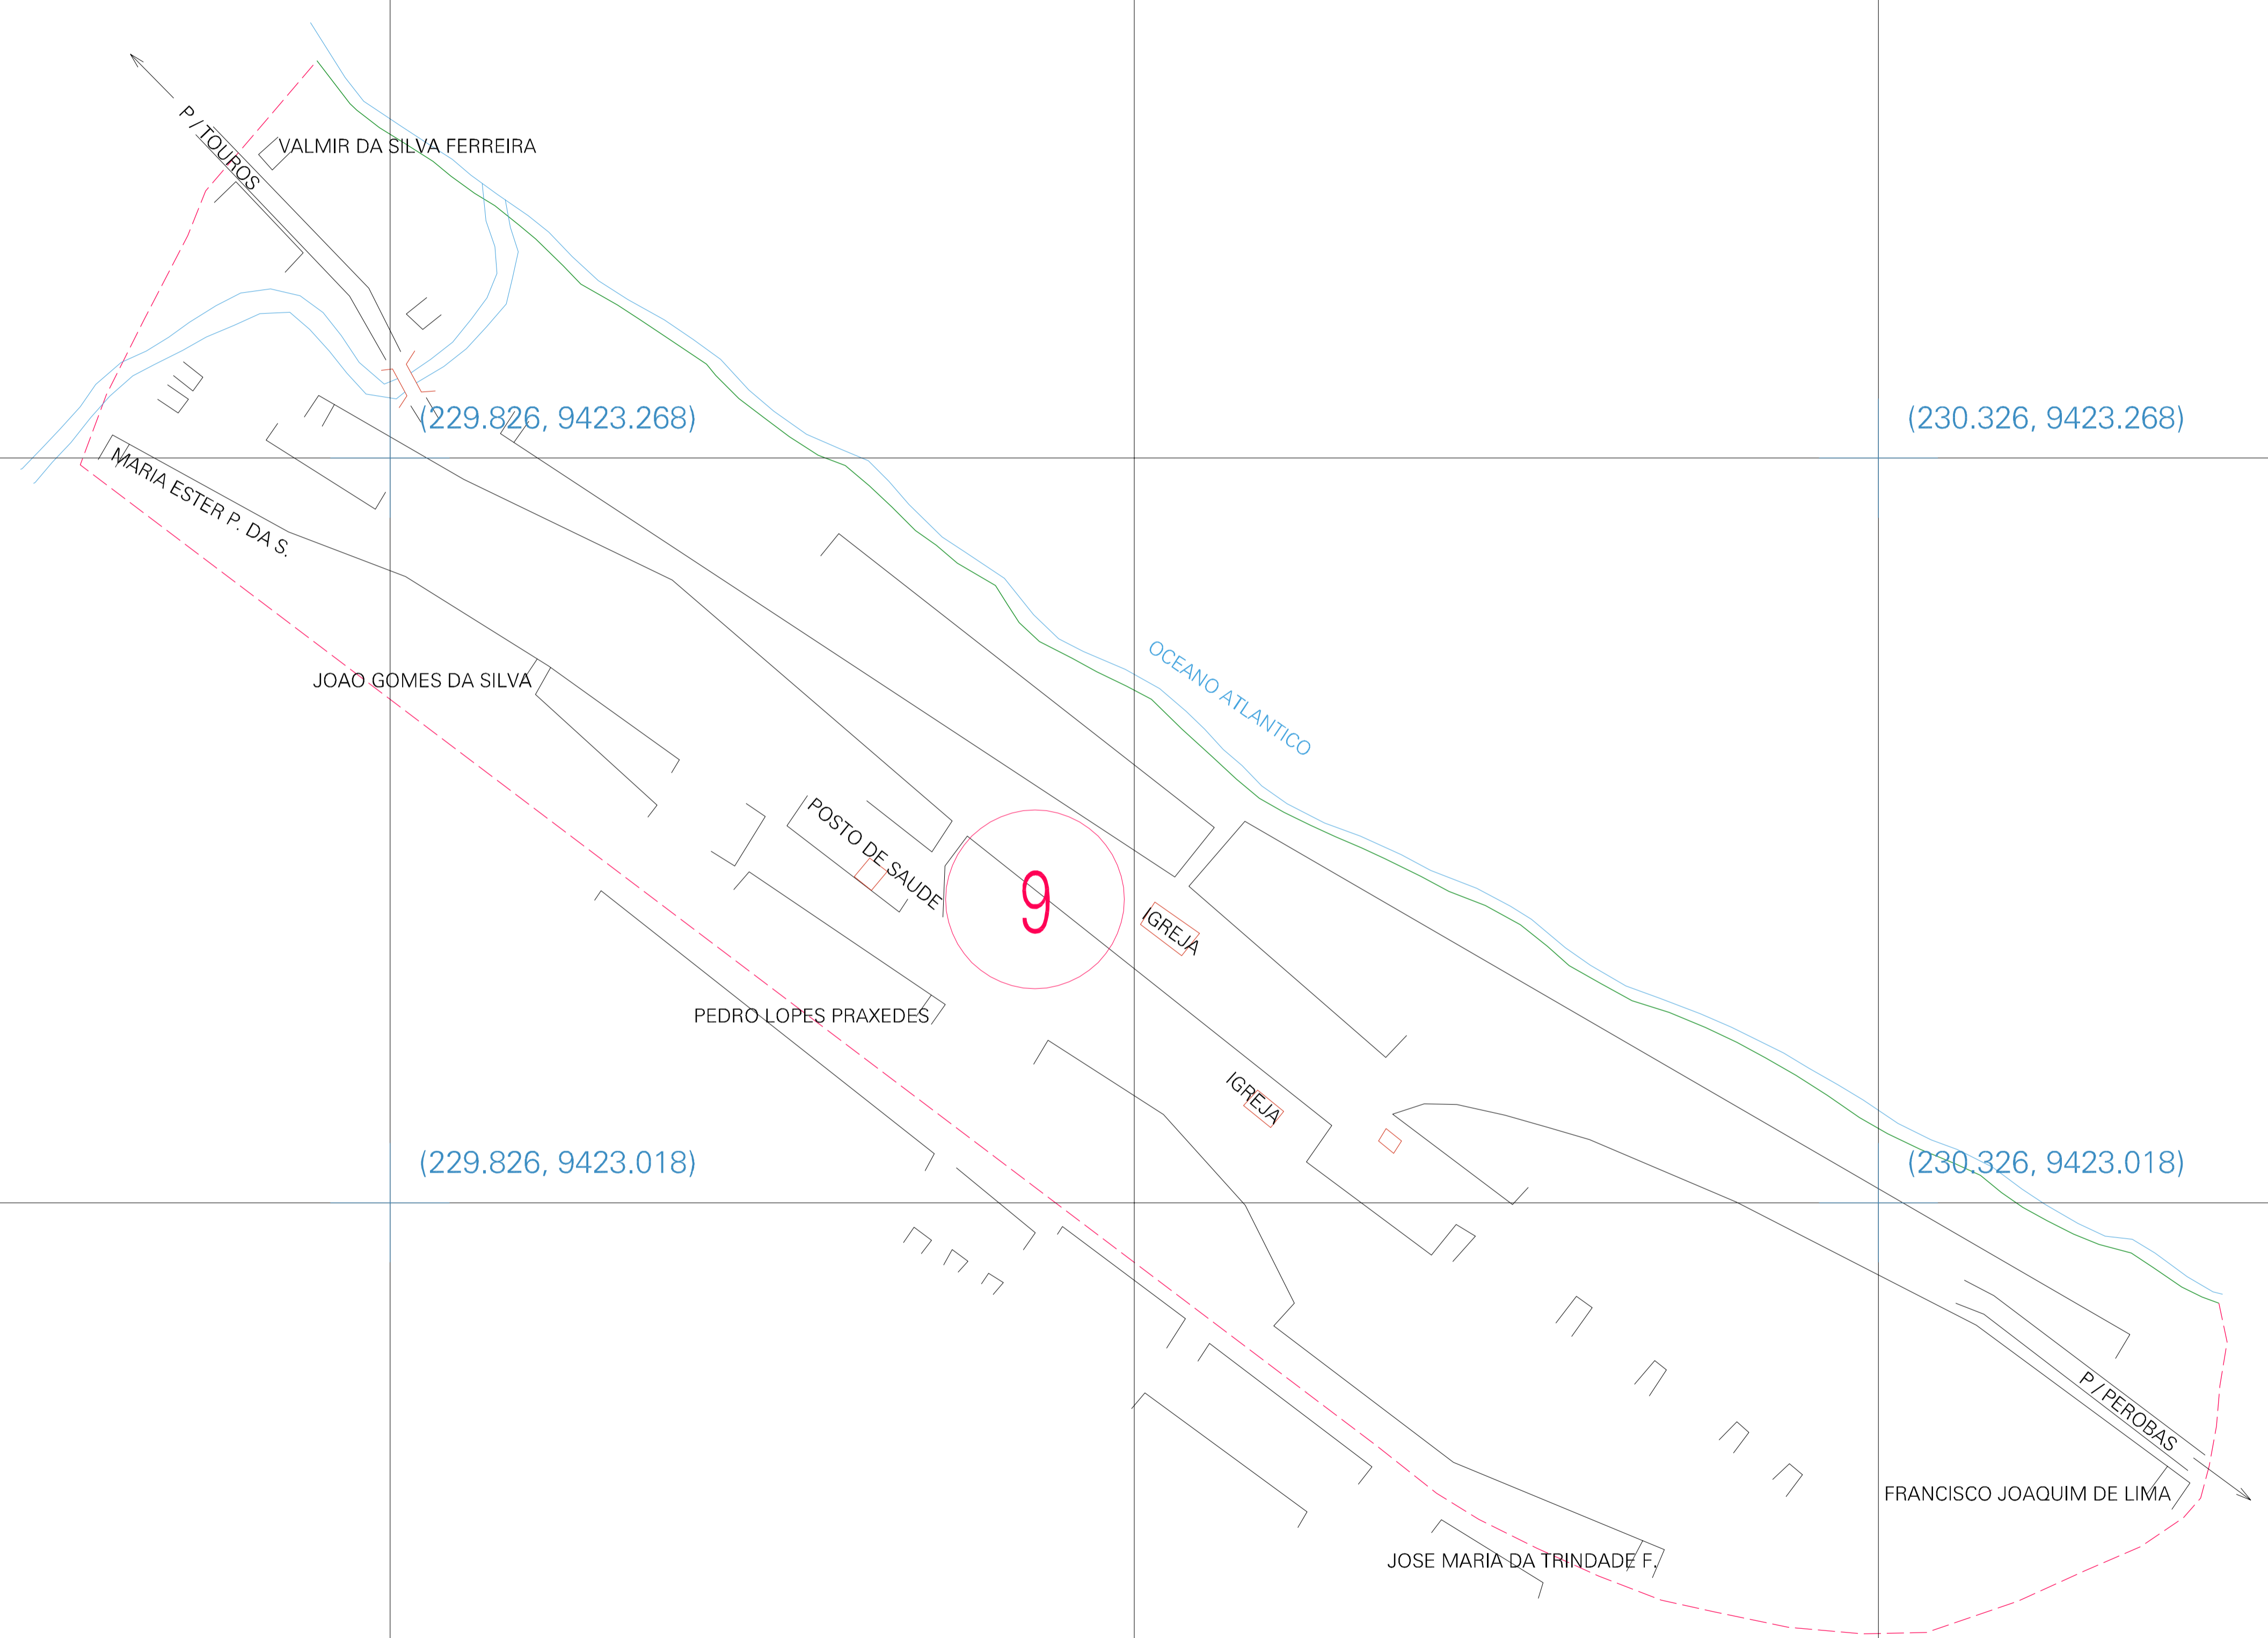 P / TOUROS
VALMIR DA SILVA FERREIRA
(229.826, 9423.268)
(230.326, 9423.268)
MARIA ESTER P. DA S.
OCEANO ATLANTICO
JOAO GOMES DA SILVA
POSTO DE SAUDE
9
IGREJA
PEDRO LOPES PRAXEDES
IGREJA
(229.826, 9423.018)
(230.326, 9423.018)
P / PEROBAS
FRANCISCO JOAQUIM DE LIMA
JOSE MARIA DA TRINDADE F.